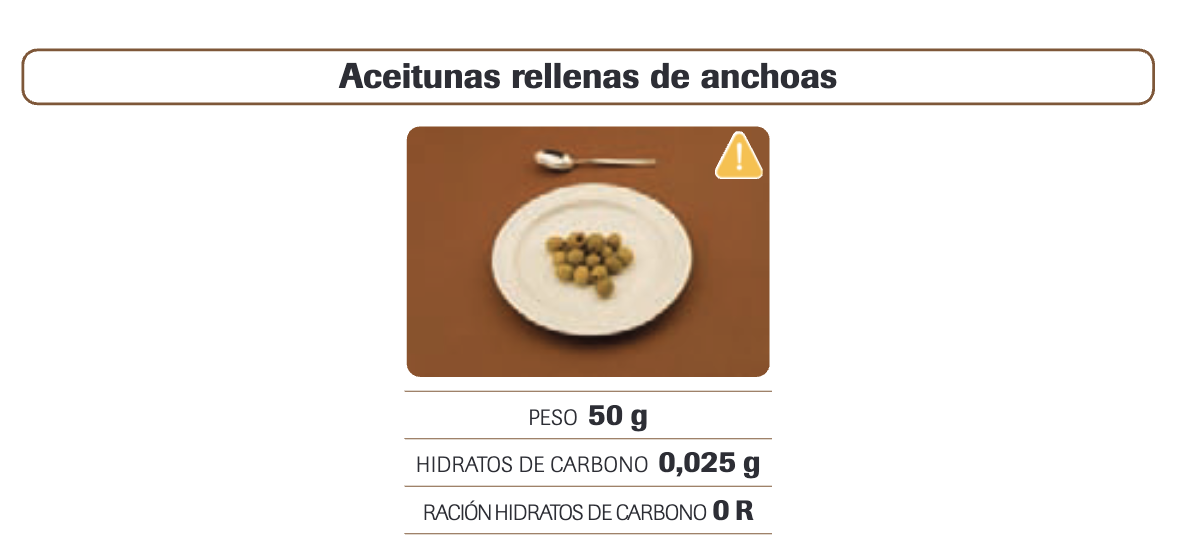 Aceitunas rellenas de anchoas
PESO 50 g
HIDRATOS DE CARBONO 0,025 g
RACIÓN HIDRATOS DE CARBONO 0 R